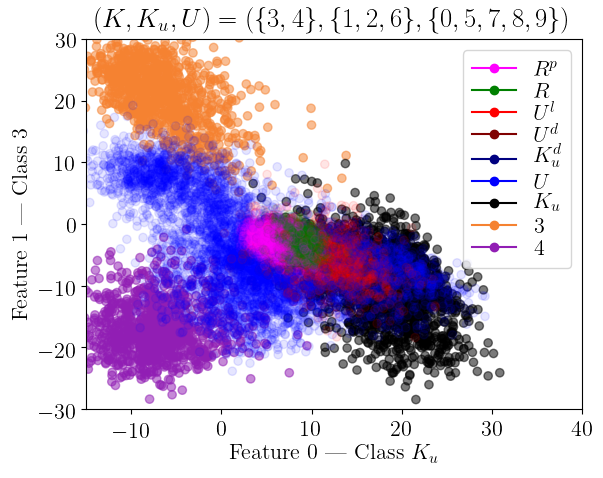 (K, K_u, U) = ({3, 4}, {1, 2, 6}, {0, 5, 7, 8, 9})
30
20
10
0
−10
−20
−30
−10
0
10
20
30
40
Feature 1 — Class 3
Feature 0 — Class K_u
R^p
R
U^l
U^d
K_u^d
U
K_u
3
4